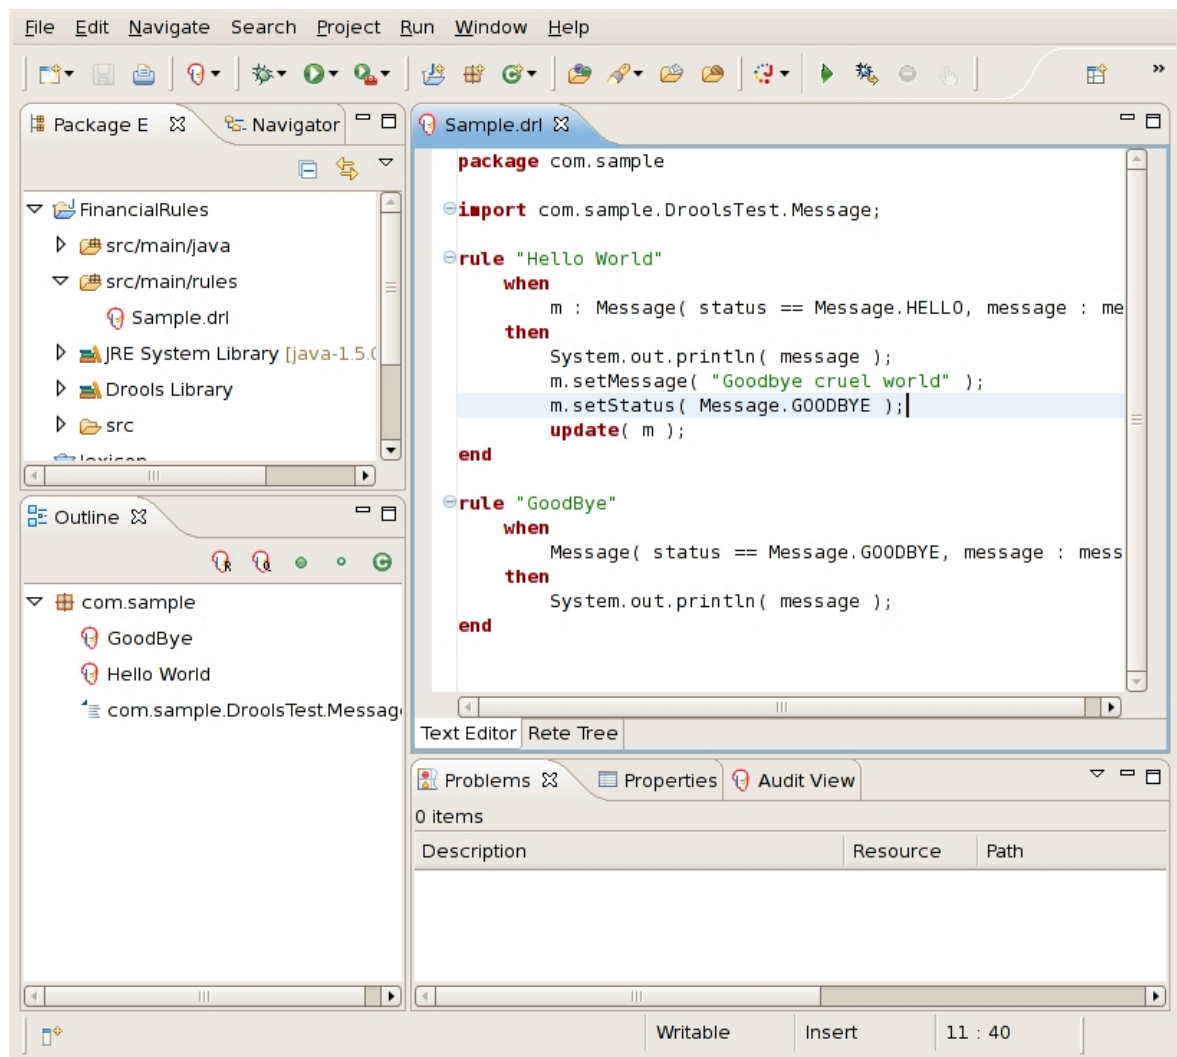 File Edit Navigate Search Project Run Window Help
Package E Navigator
FinancialRules
src/main/java
src/main/rules
Sample.drl
JRE System Library [java-1.5.0
Drools Library
src
lexicon
Outline
com.sample
GoodBye
Hello World
com.sample.DroolsTest.Messag
Sample.drl
package com.sample
import com.sample.DroolsTest.Message;
rule "Hello World"
when
m : Message( status == Message.HELLO, message : me
then
System.out.println( message );
m.setMessage( "Goodbye cruel world" );
m.setStatus( Message.GOODBYE );
update( m );
end
rule "GoodBye"
when
Message( status == Message.GOODBYE, message : mess
then
System.out.println( message );
end
Text Editor Rete Tree
Problems Properties Audit View
0 items
Description Resource Path
Writable Insert 11 : 40